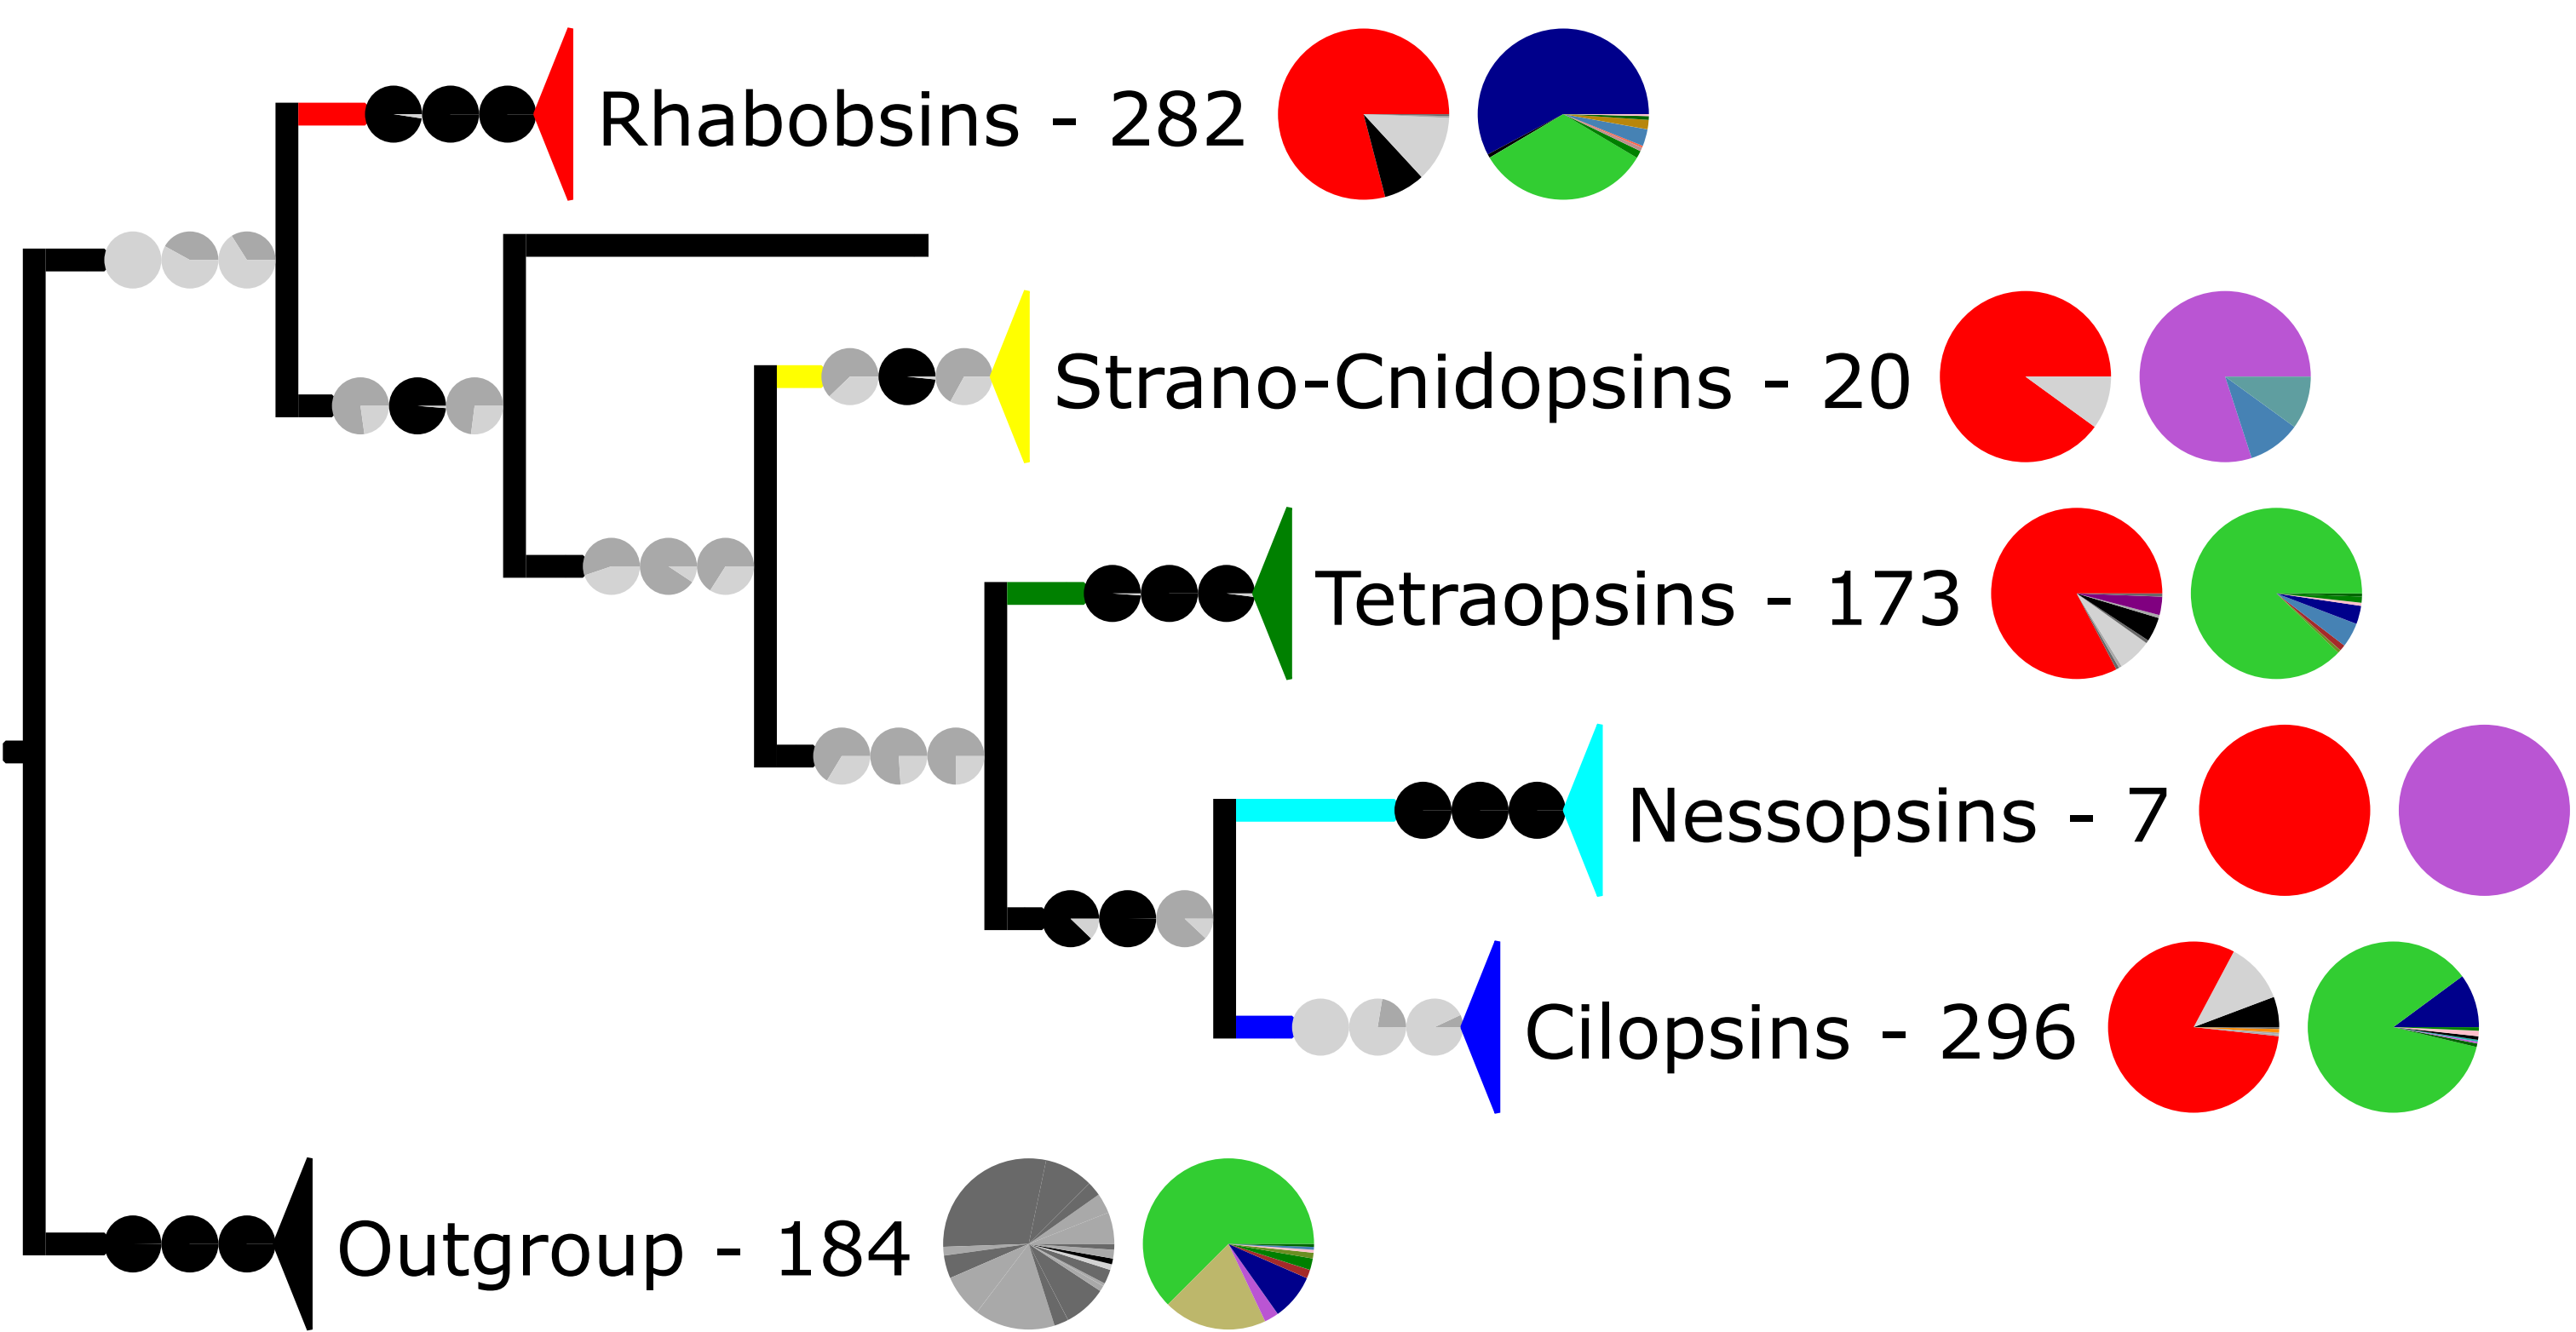 Rhabobsins - 282
Strano-Cnidopsins - 20
Tetraopsins - 173
Nessopsins - 7
Cilopsins - 296
Outgroup - 184